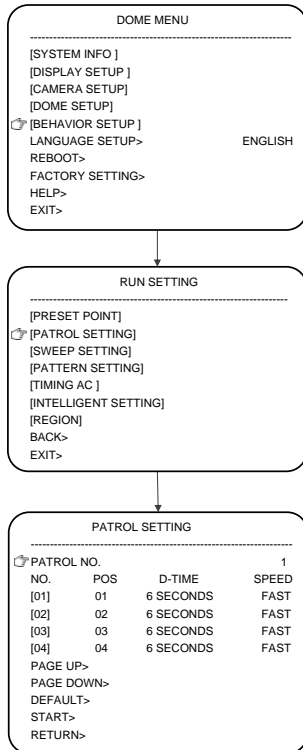 DOME MENU
[SYSTEM INFO ]
[DISPLAY SETUP ]
[CAMERA SETUP]
[DOME SETUP]
[BEHAVIOR SETUP ]
LANGUAGE SETUP> ENGLISH
REBOOT>
FACTORY SETTING>
HELP>
EXIT>
RUN SETTING
[PRESET POINT]
[PATROL SETTING]
[SWEEP SETTING]
[PATTERN SETTING]
[TIMING AC ]
[INTELLIGENT SETTING]
[REGION]
BACK>
EXIT>
PATROL SETTING
PATROL NO. 1
NO. POS D-TIME SPEED
[01] 01 6 SECONDS FAST
[02] 02 6 SECONDS FAST
[03] 03 6 SECONDS FAST
[04] 04 6 SECONDS FAST
PAGE UP>
PAGE DOWN>
DEFAULT>
START>
RETURN>